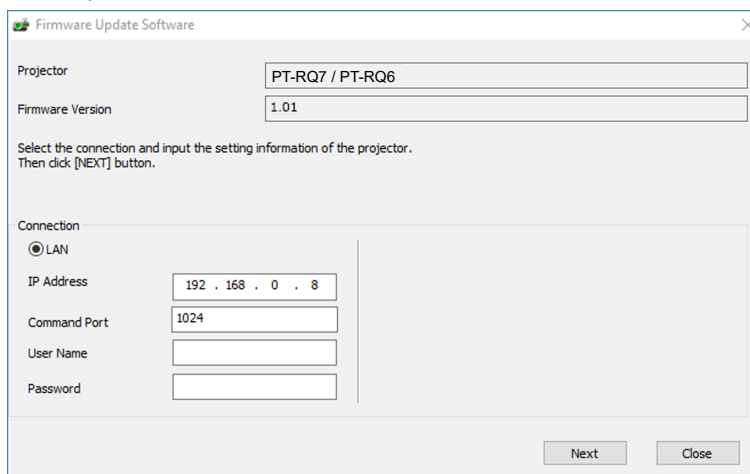 Firmware Update Software
Projector PT-RQ7 / PT-RQ6
Firmware Version 1.01
Select the connection and input the setting information of the projector.
Then click [NEXT] button.
Connection
LAN
IP Address 192 . 168 . 0 . 8
Command Port 1024
User Name
Password
Next Close